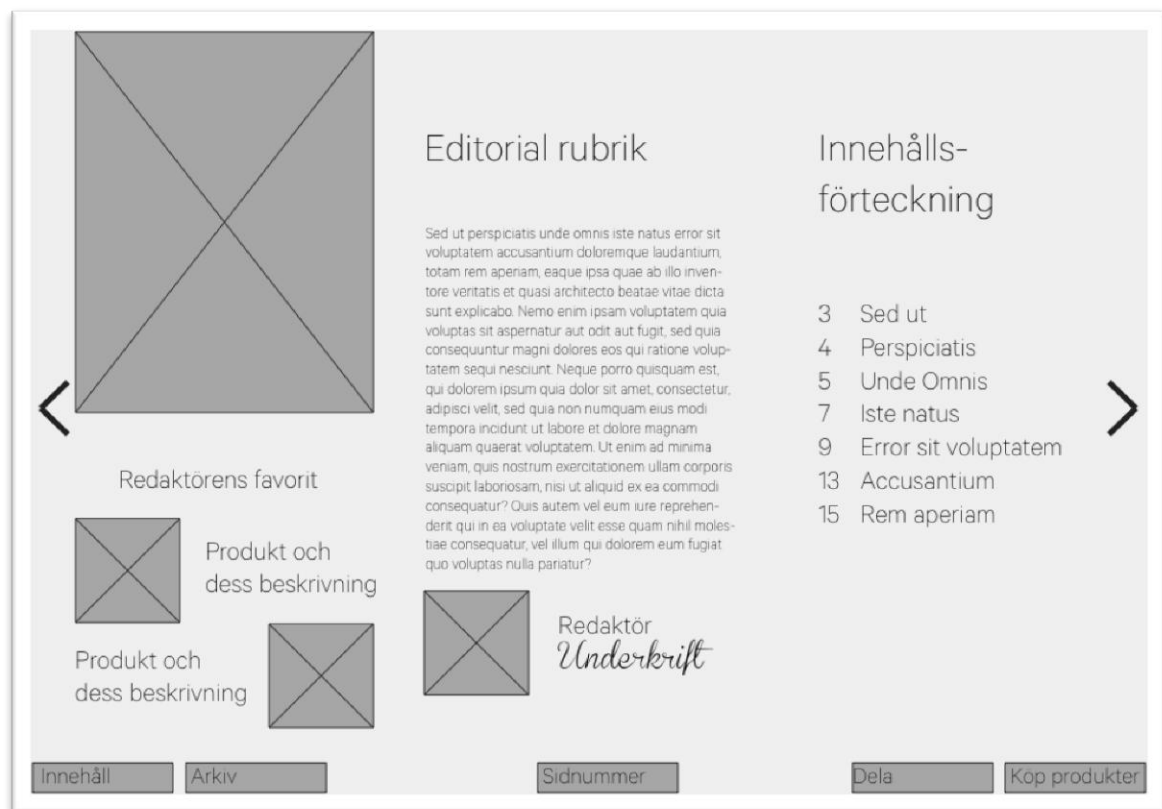 Redaktörens favorit
Produkt och
dess beskrivning
Produkt och
dess beskrivning
Editorial rubrik
Sed ut perspiciatis unde omnis iste natus error sit
voluptatem accusantium doloremque laudantium,
totam rem aperiam, eaque ipsa quae ab illo inven-
tore veritatis et quasi architecto beatae vitae dicta
sunt explicabo. Nemo enim ipsam voluptatem quia
voluptas sit aspernatur aut odit aut fugit, sed quia
consequuntur magni dolores eos qui ratione volup-
tatem sequi nesciunt. Neque porro quisquam est,
qui dolorem ipsum quia dolor sit amet, consectetur,
adipisci velit, sed quia non numquam eius modi
tempora incidunt ut labore et dolore magnam
aliquam quaerat voluptatem. Ut enim ad minima
veniam, quis nostrum exercitationem ullam corporis
suscipit laboriosam, nisi ut aliquid ex ea commodi
consequatur? Quis autem vel eum iure reprehen-
derit qui in ea voluptate velit esse quam nihil moles-
tiae consequatur, vel illum qui dolorem eum fugiat
quo voluptas nulla pariatur?
Redaktör
Underkrift
Innehålls-
förteckning
3 Sed ut
4 Perspiciatis
5 Unde Omnis
7 Iste natus
9 Error sit voluptatem
13 Accusantium
15 Rem aperiam
Innehåll
Arkiv
Sidnummer
Dela
Köp produkter